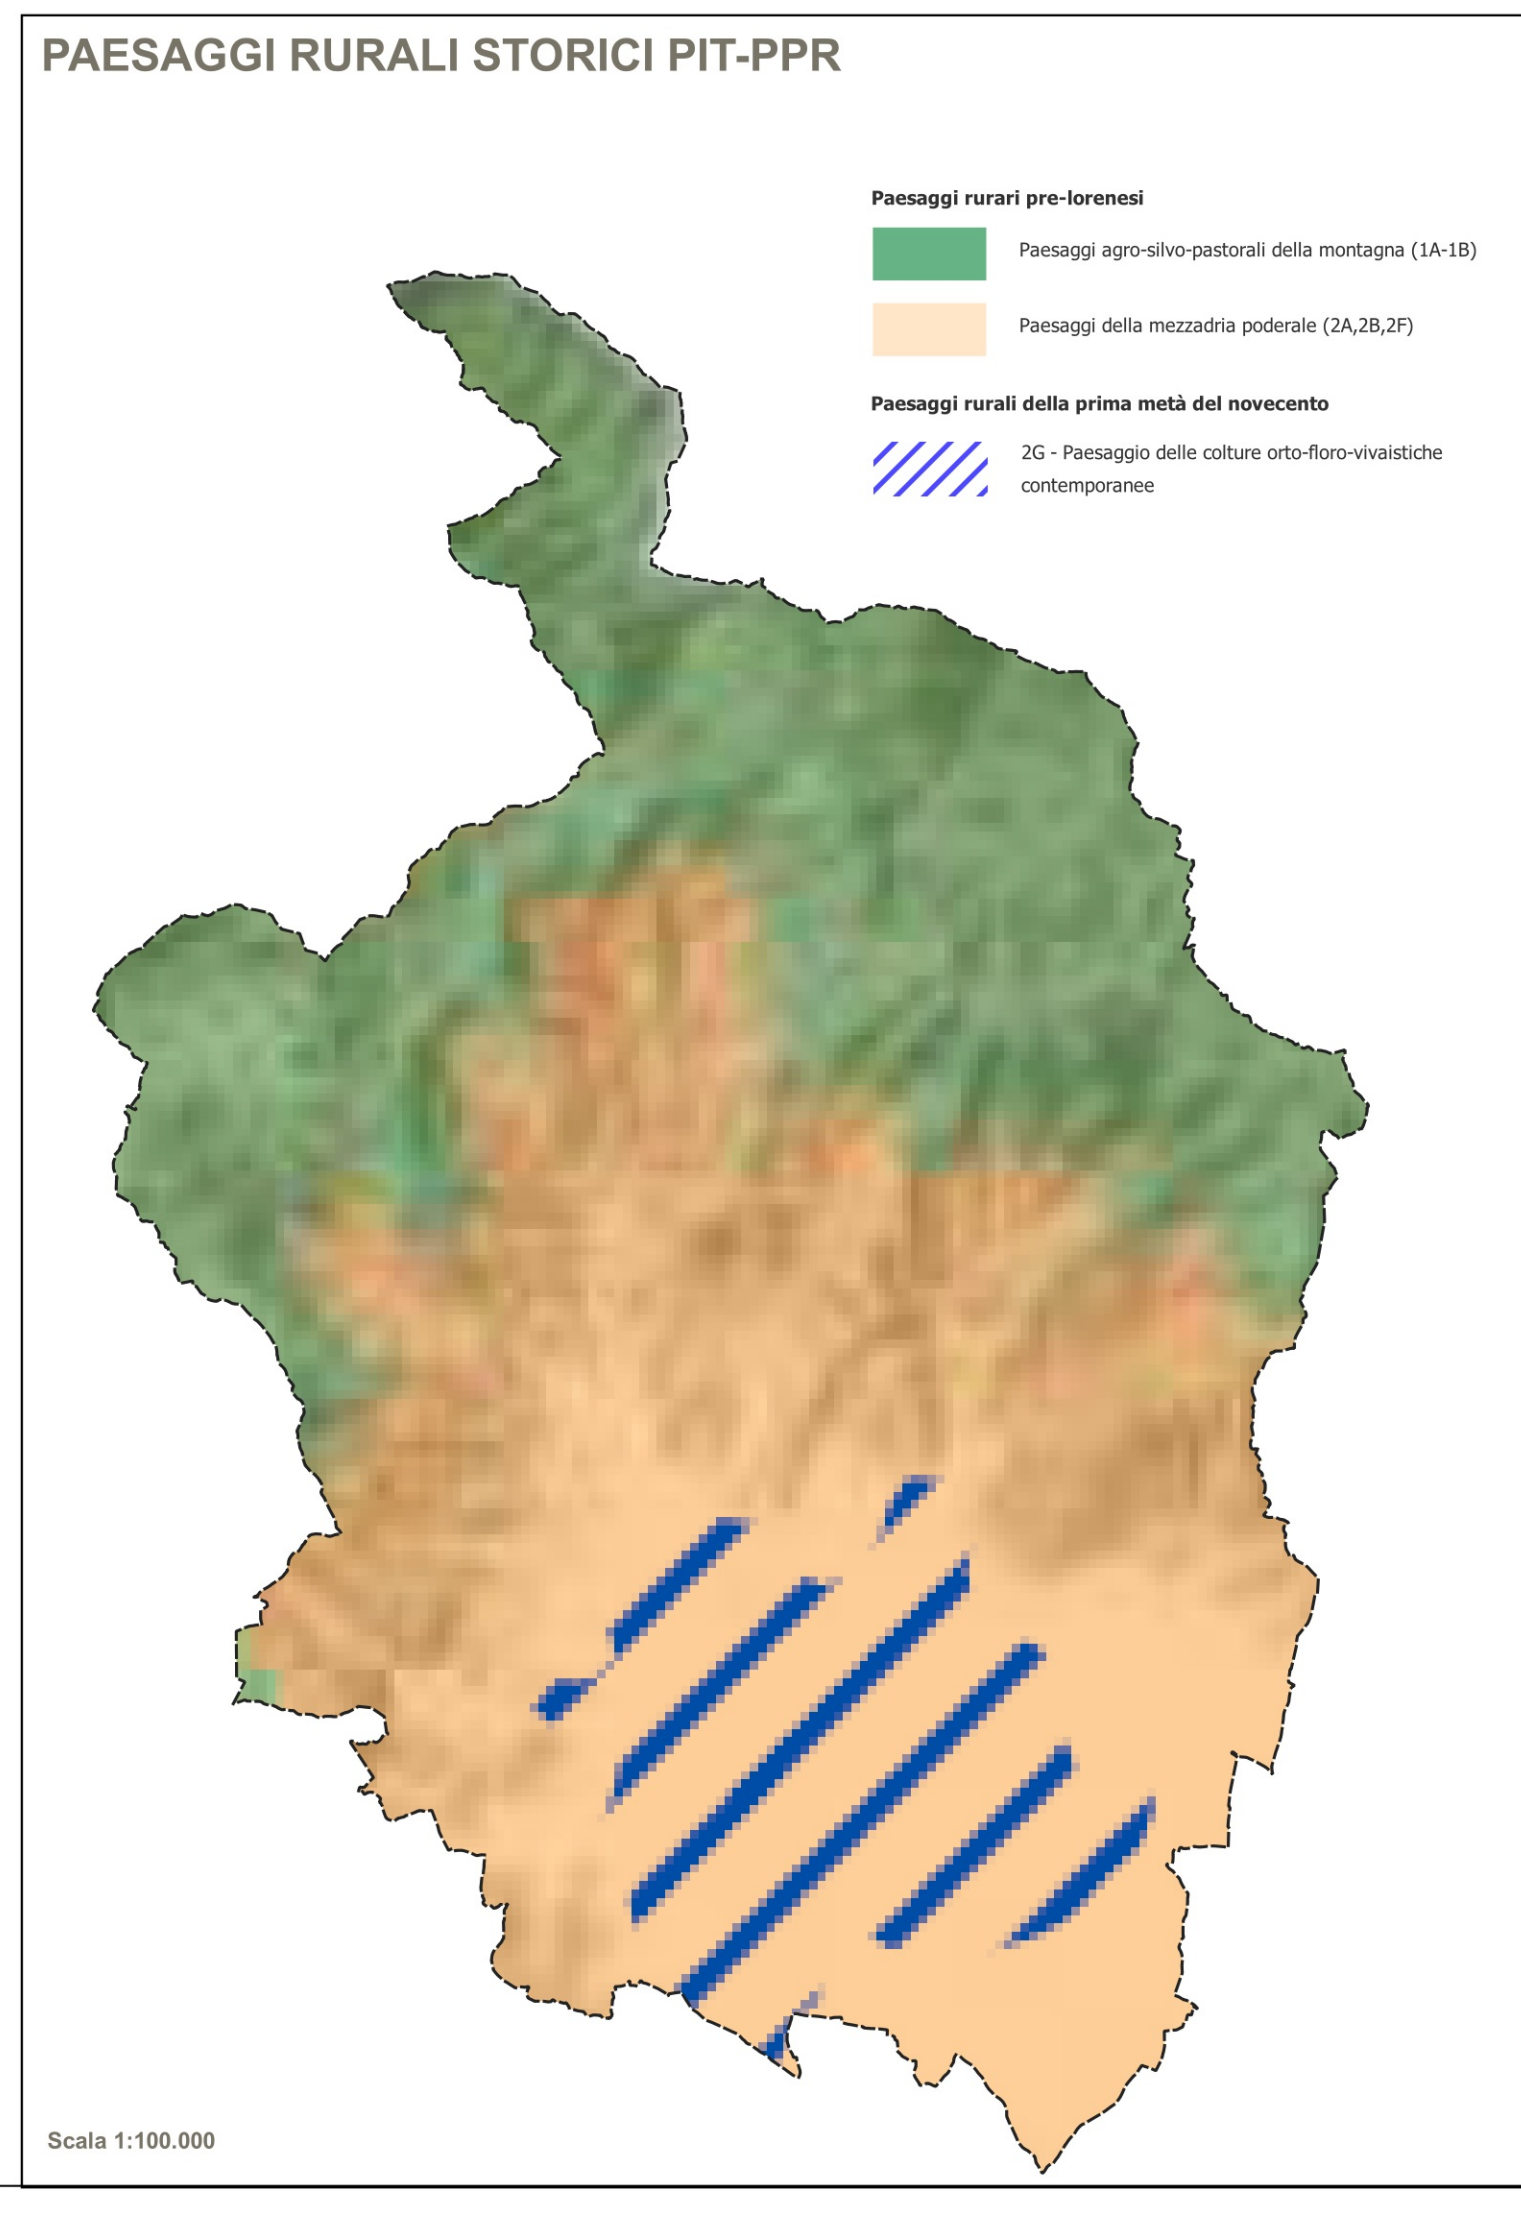 PAESAGGI RURALI STORICI PIT-PPR
Paesaggi rurari pre-lorenesi
Paesaggi agro-silvo-pastorali della montagna (1A-1B)
Paesaggi della mezzadria poderale (2A,2B,2F)
Paesaggi rurali della prima metà del novecento
2G - Paesaggio delle colture orto-floro-vivaistiche
contemporanee
Scala 1:100.000